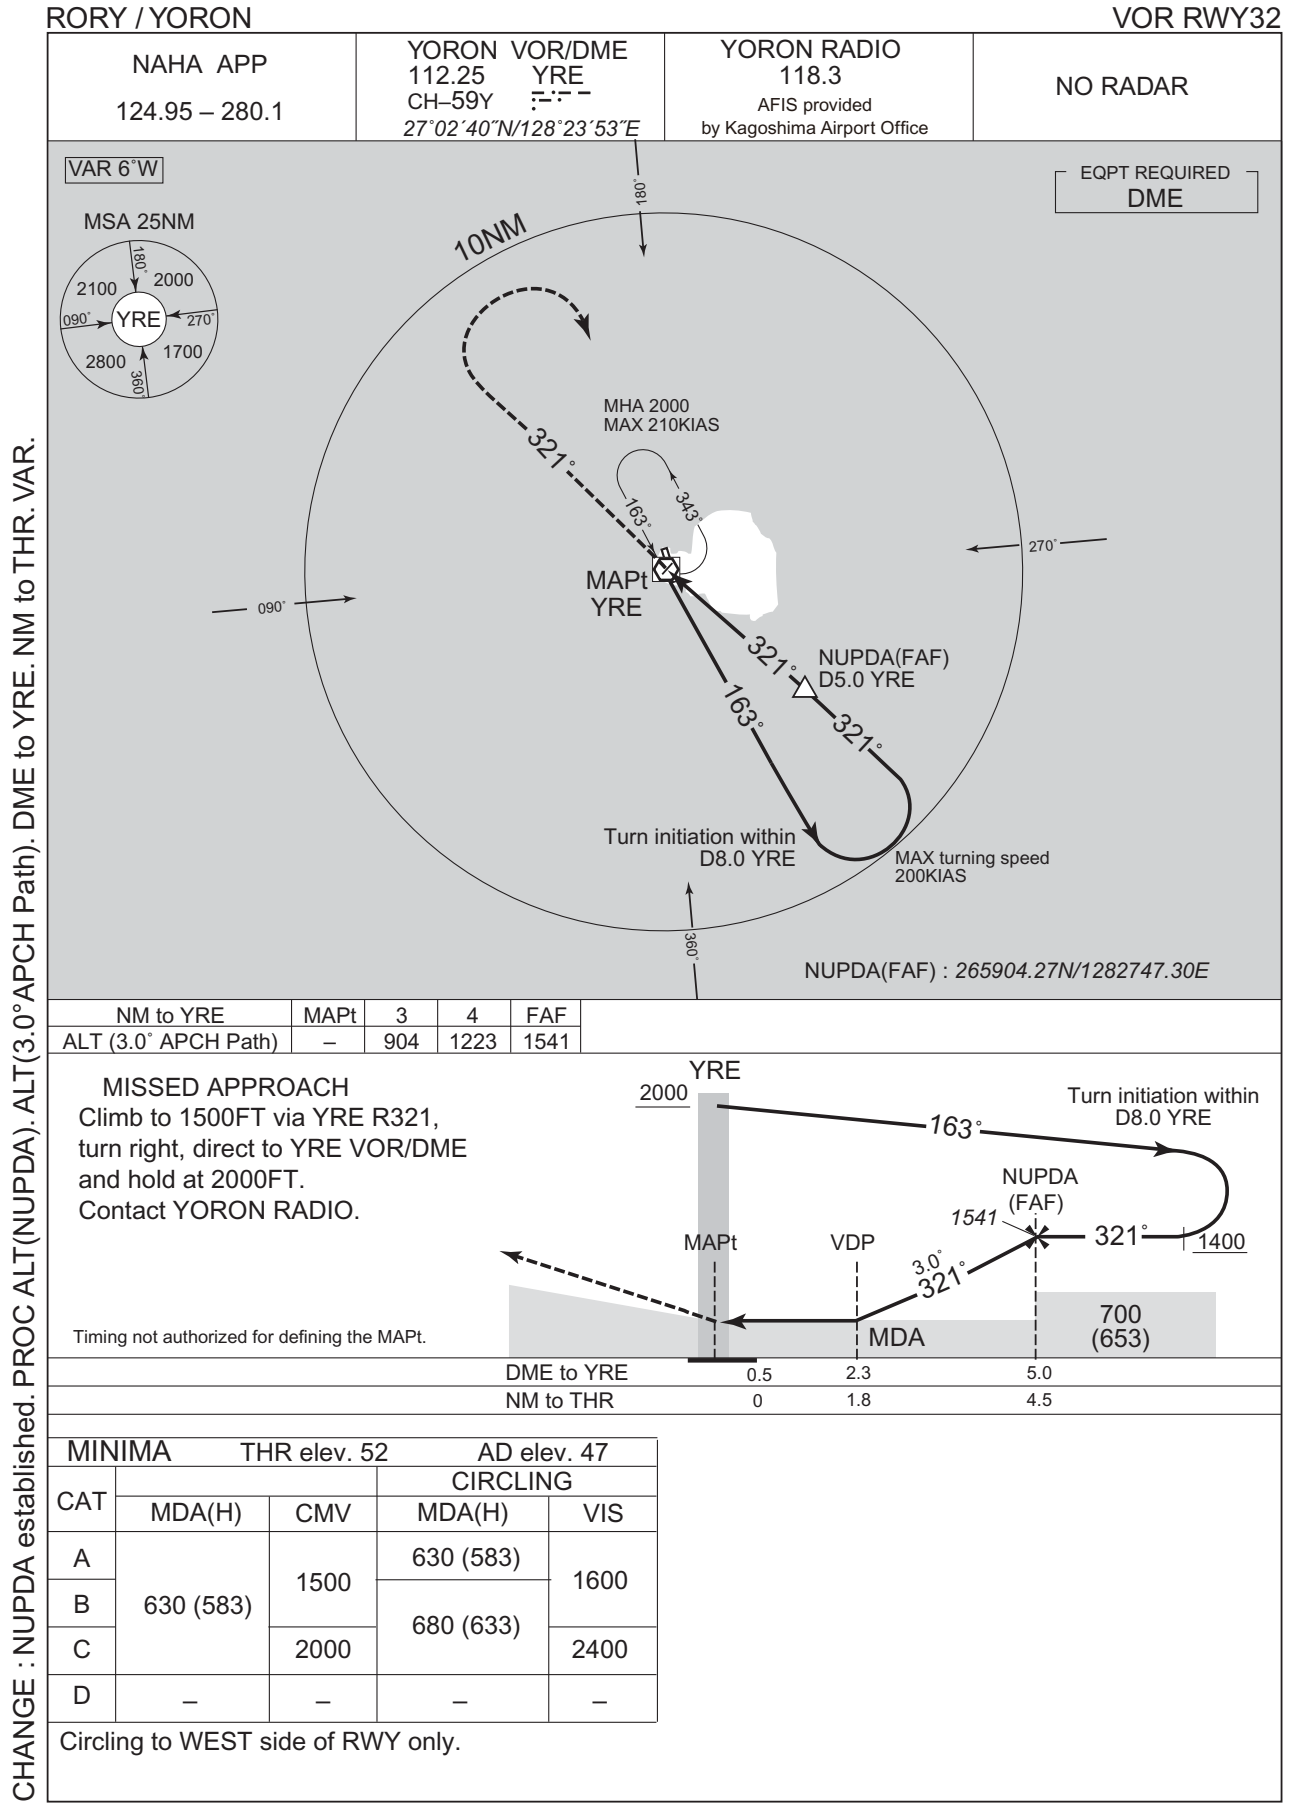 RORY / YORON
VOR RWY32
NAHA APP
124.95 – 280.1
YORON VOR/DME
112.25 YRE
CH–59Y
27°02´40˝N/128°23´53˝E
YORON RADIO
118.3
AFIS provided
by Kagoshima Airport Office
NO RADAR
VAR 6°W
EQPT REQUIRED
DME
MSA 25NM
180°
2100
2000
090°
YRE
270°
2800
1700
360°
180°
10NM
MHA 2000
MAX 210KIAS
321°
163°
343°
270°
090°
MAPt
YRE
321°
NUPDA(FAF)
D5.0 YRE
163°
321°
Turn initiation within
D8.0 YRE
MAX turning speed
200KIAS
360°
NUPDA(FAF) : 265904.27N/1282747.30E
NM to YRE MAPt 3 4 FAF
ALT (3.0° APCH Path) – 904 1223 1541
MISSED APPROACH
Climb to 1500FT via YRE R321,
turn right, direct to YRE VOR/DME
and hold at 2000FT.
Contact YORON RADIO.
Timing not authorized for defining the MAPt.
YRE
2000
163°
Turn initiation within
D8.0 YRE
NUPDA
(FAF)
1541
MAPt
VDP
3.0°
321°
321°
1400
MDA
700
(653)
DME to YRE 0.5 2.3 5.0
NM to THR 0 1.8 4.5
MINIMA THR elev. 52 AD elev. 47
CAT
CIRCLING
MDA(H) CMV MDA(H) VIS
A
B
C
D
630 (583)
1500
2000
630 (583)
680 (633)
1600
2400
– – – –
Circling to WEST side of RWY only.
CHANGE : NUPDA established. PROC ALT(NUPDA). ALT(3.0°APCH Path). DME to YRE. NM to THR. VAR.